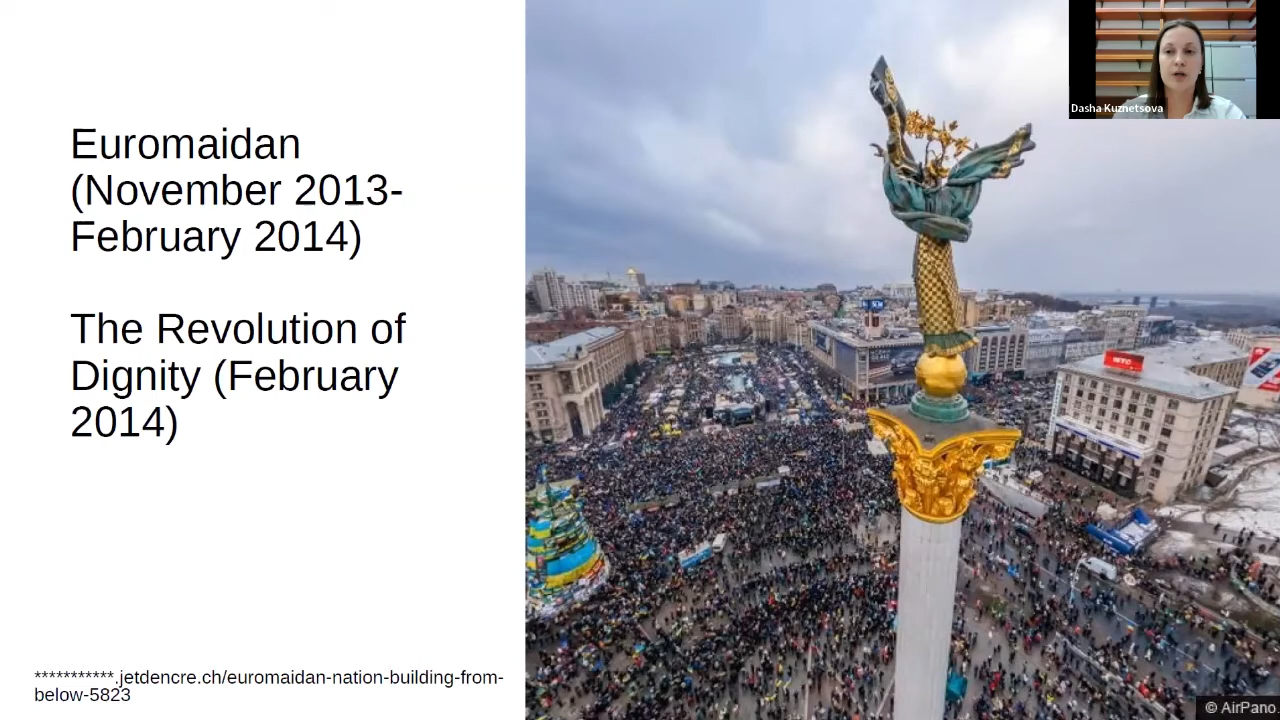 Euromaidan
(November 2013-
February 2014)
The Revolution of
Dignity (February
2014)
***********.jetdencre.ch/euromaidan-nation-building-from-
below-5823
Dasha Kuznetsova
МТС
© AirPano